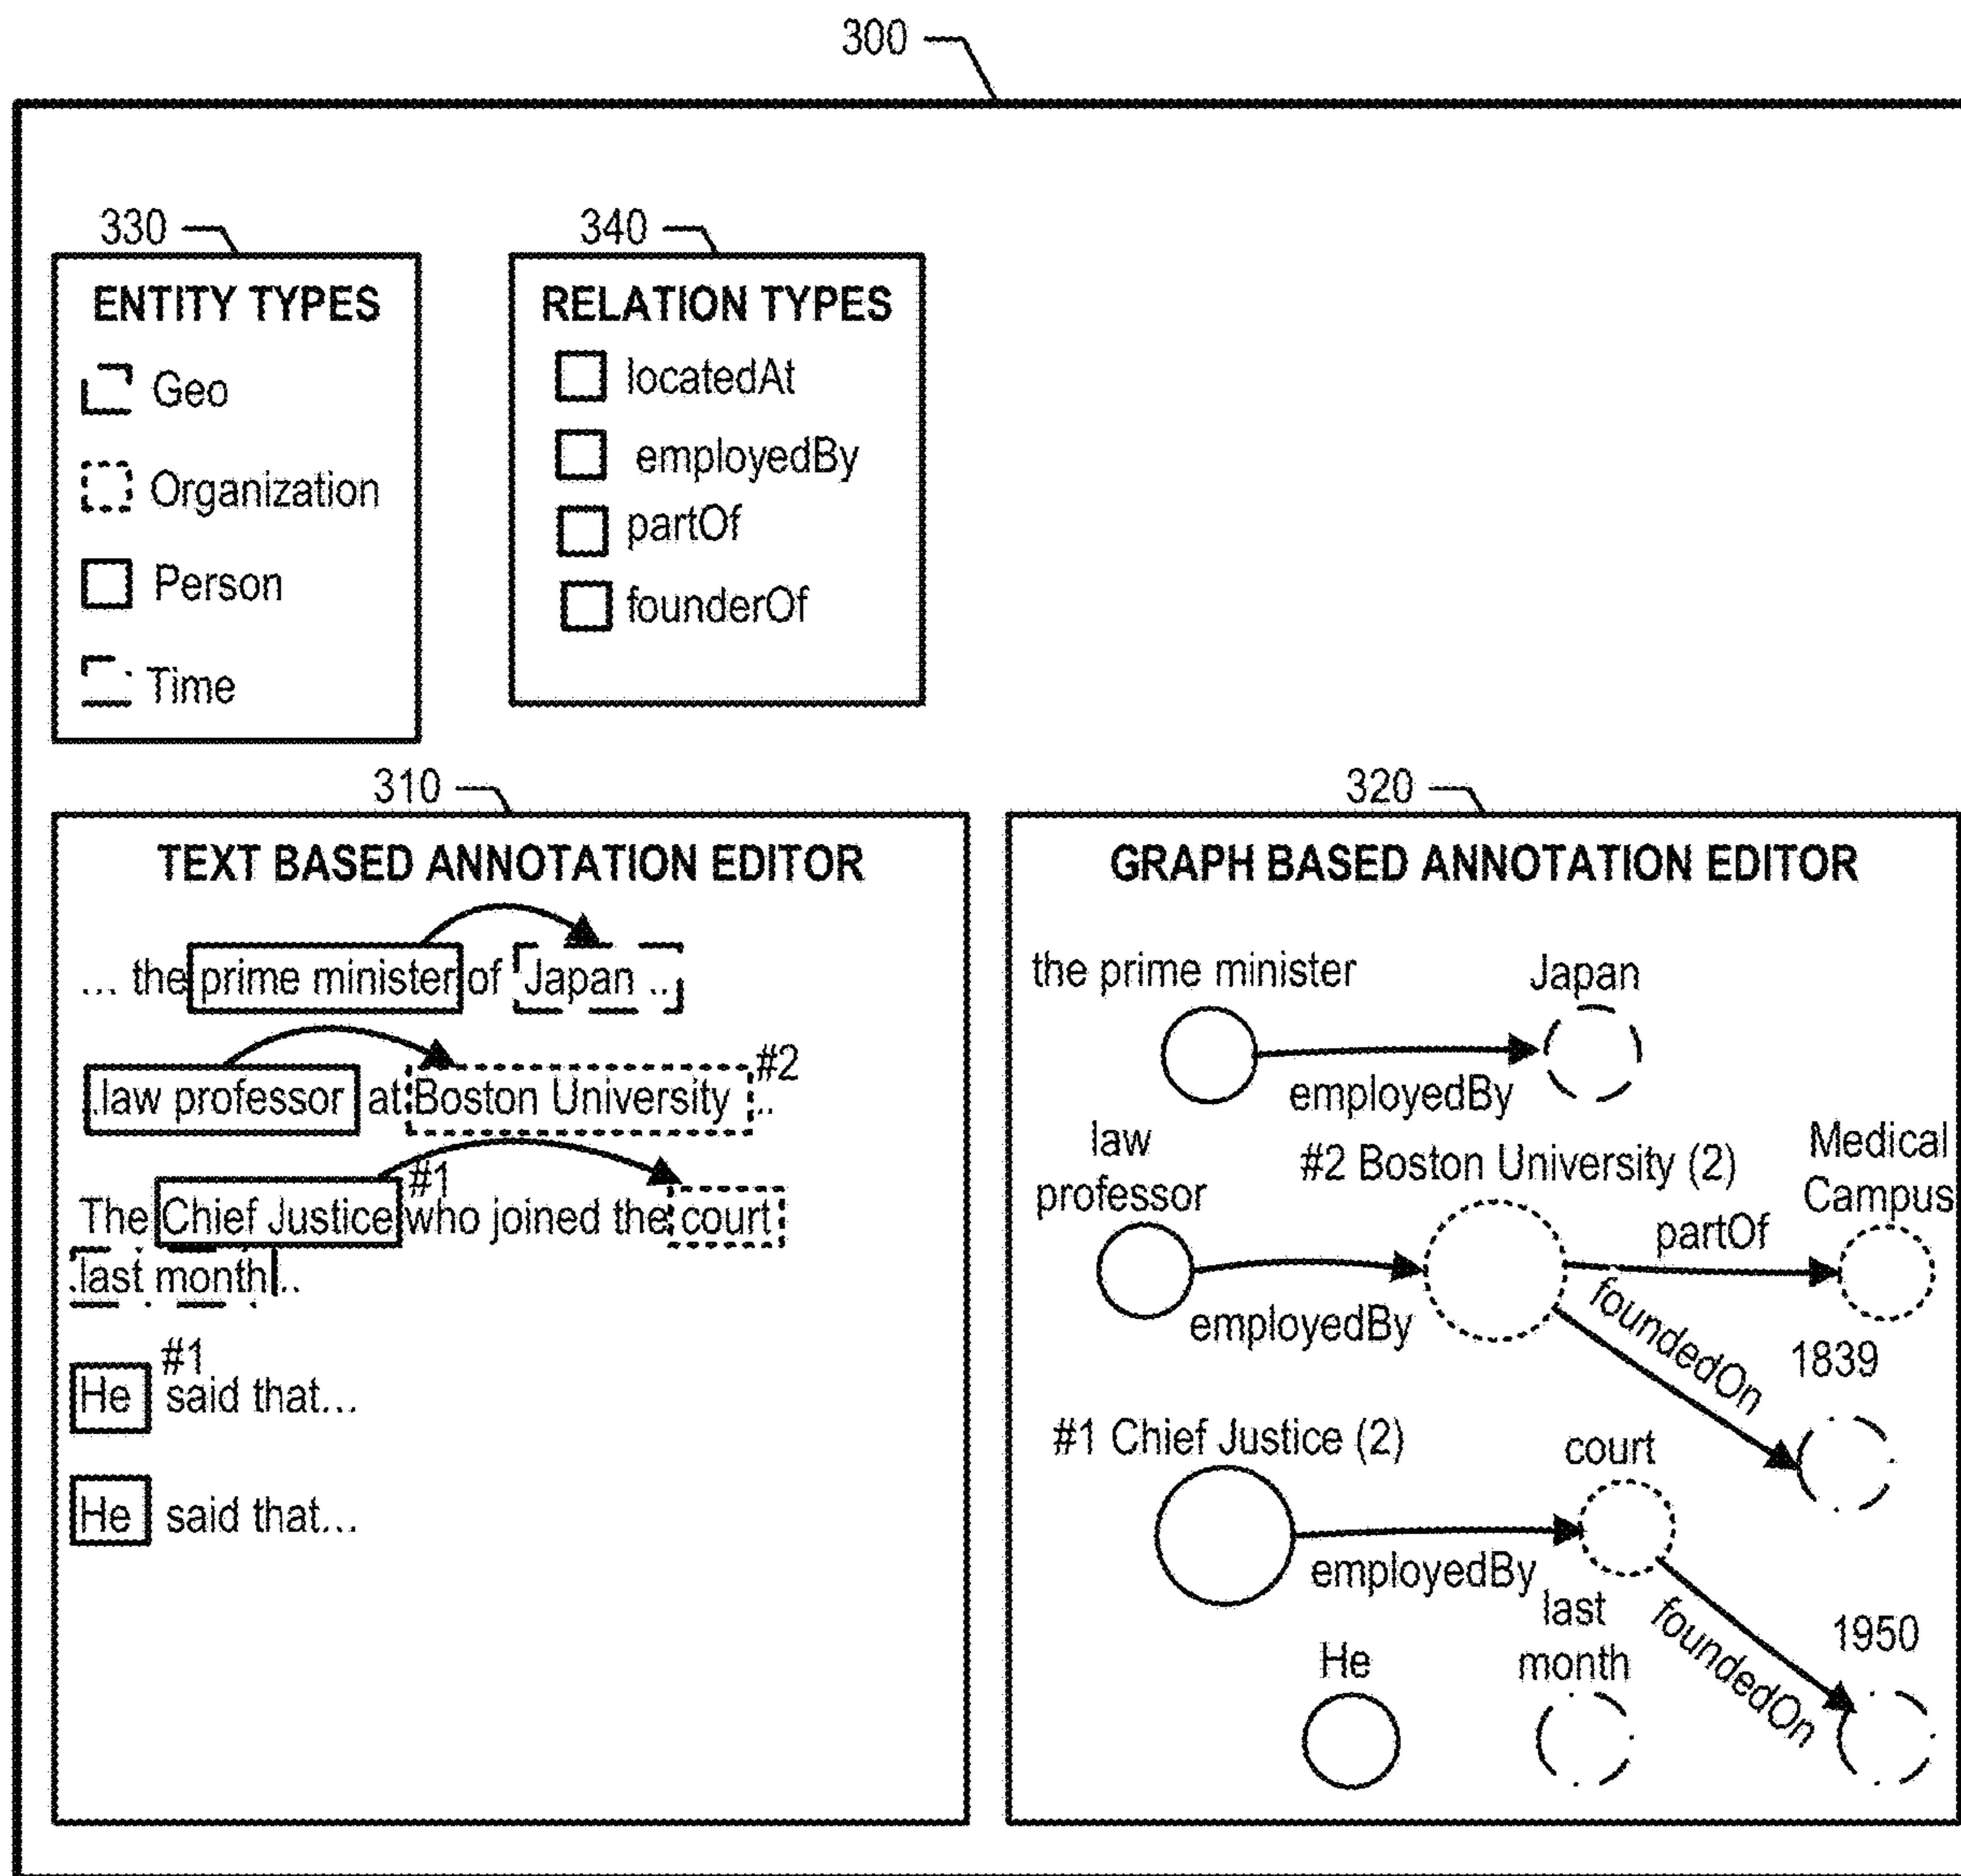 300
330
ENTITY TYPES
Geo
Organization
Person
Time
340
RELATION TYPES
locatedAt
employedBy
partOf
founderOf
310
TEXT BASED ANNOTATION EDITOR
... the prime minister of Japan ..
.law professor at Boston University .. #2
The Chief Justice #1 who joined the court
.last month..
He #1 said that...
He said that...
320
GRAPH BASED ANNOTATION EDITOR
the prime minister
Japan
employedBy
law
professor
#2 Boston University (2)
Medical
Campus
partOf
employedBy
foundedOn
1839
#1 Chief Justice (2)
court
employedBy
last
month
foundedOn
1950
He